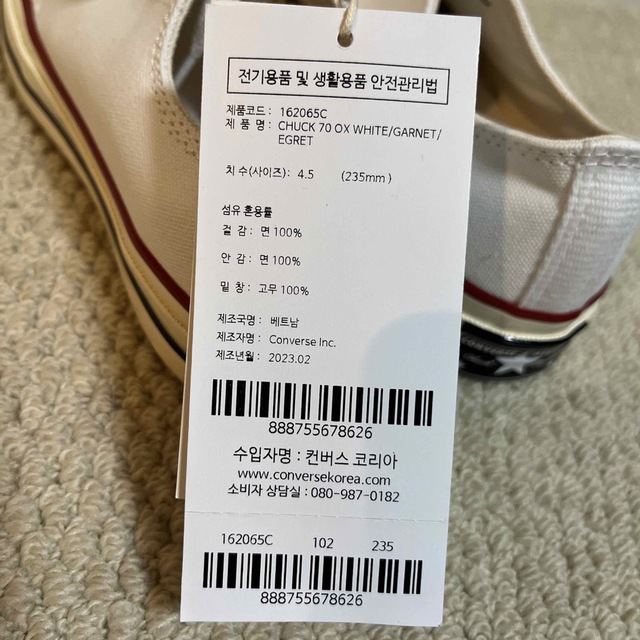 전기용품 및 생활용품 안전관리법
제품코드 : 162065C
제 품 명 : CHUCK 70 OX WHITE/GARNET/
EGRET
치 수(사이즈) : 4.5 (235mm )
섬유 혼용률
겉 감 : 면 100%
안 감 : 면 100%
밑 창 : 고무 100%
제조국명 : 베트남
제조자명 : Converse Inc.
제조년월 : 2023.02
888755678626
수입자명 : 컨버스 코리아
www.conversekorea.com
소비자 상담실 : 080-987-0182
162065C 102 235
888755678626